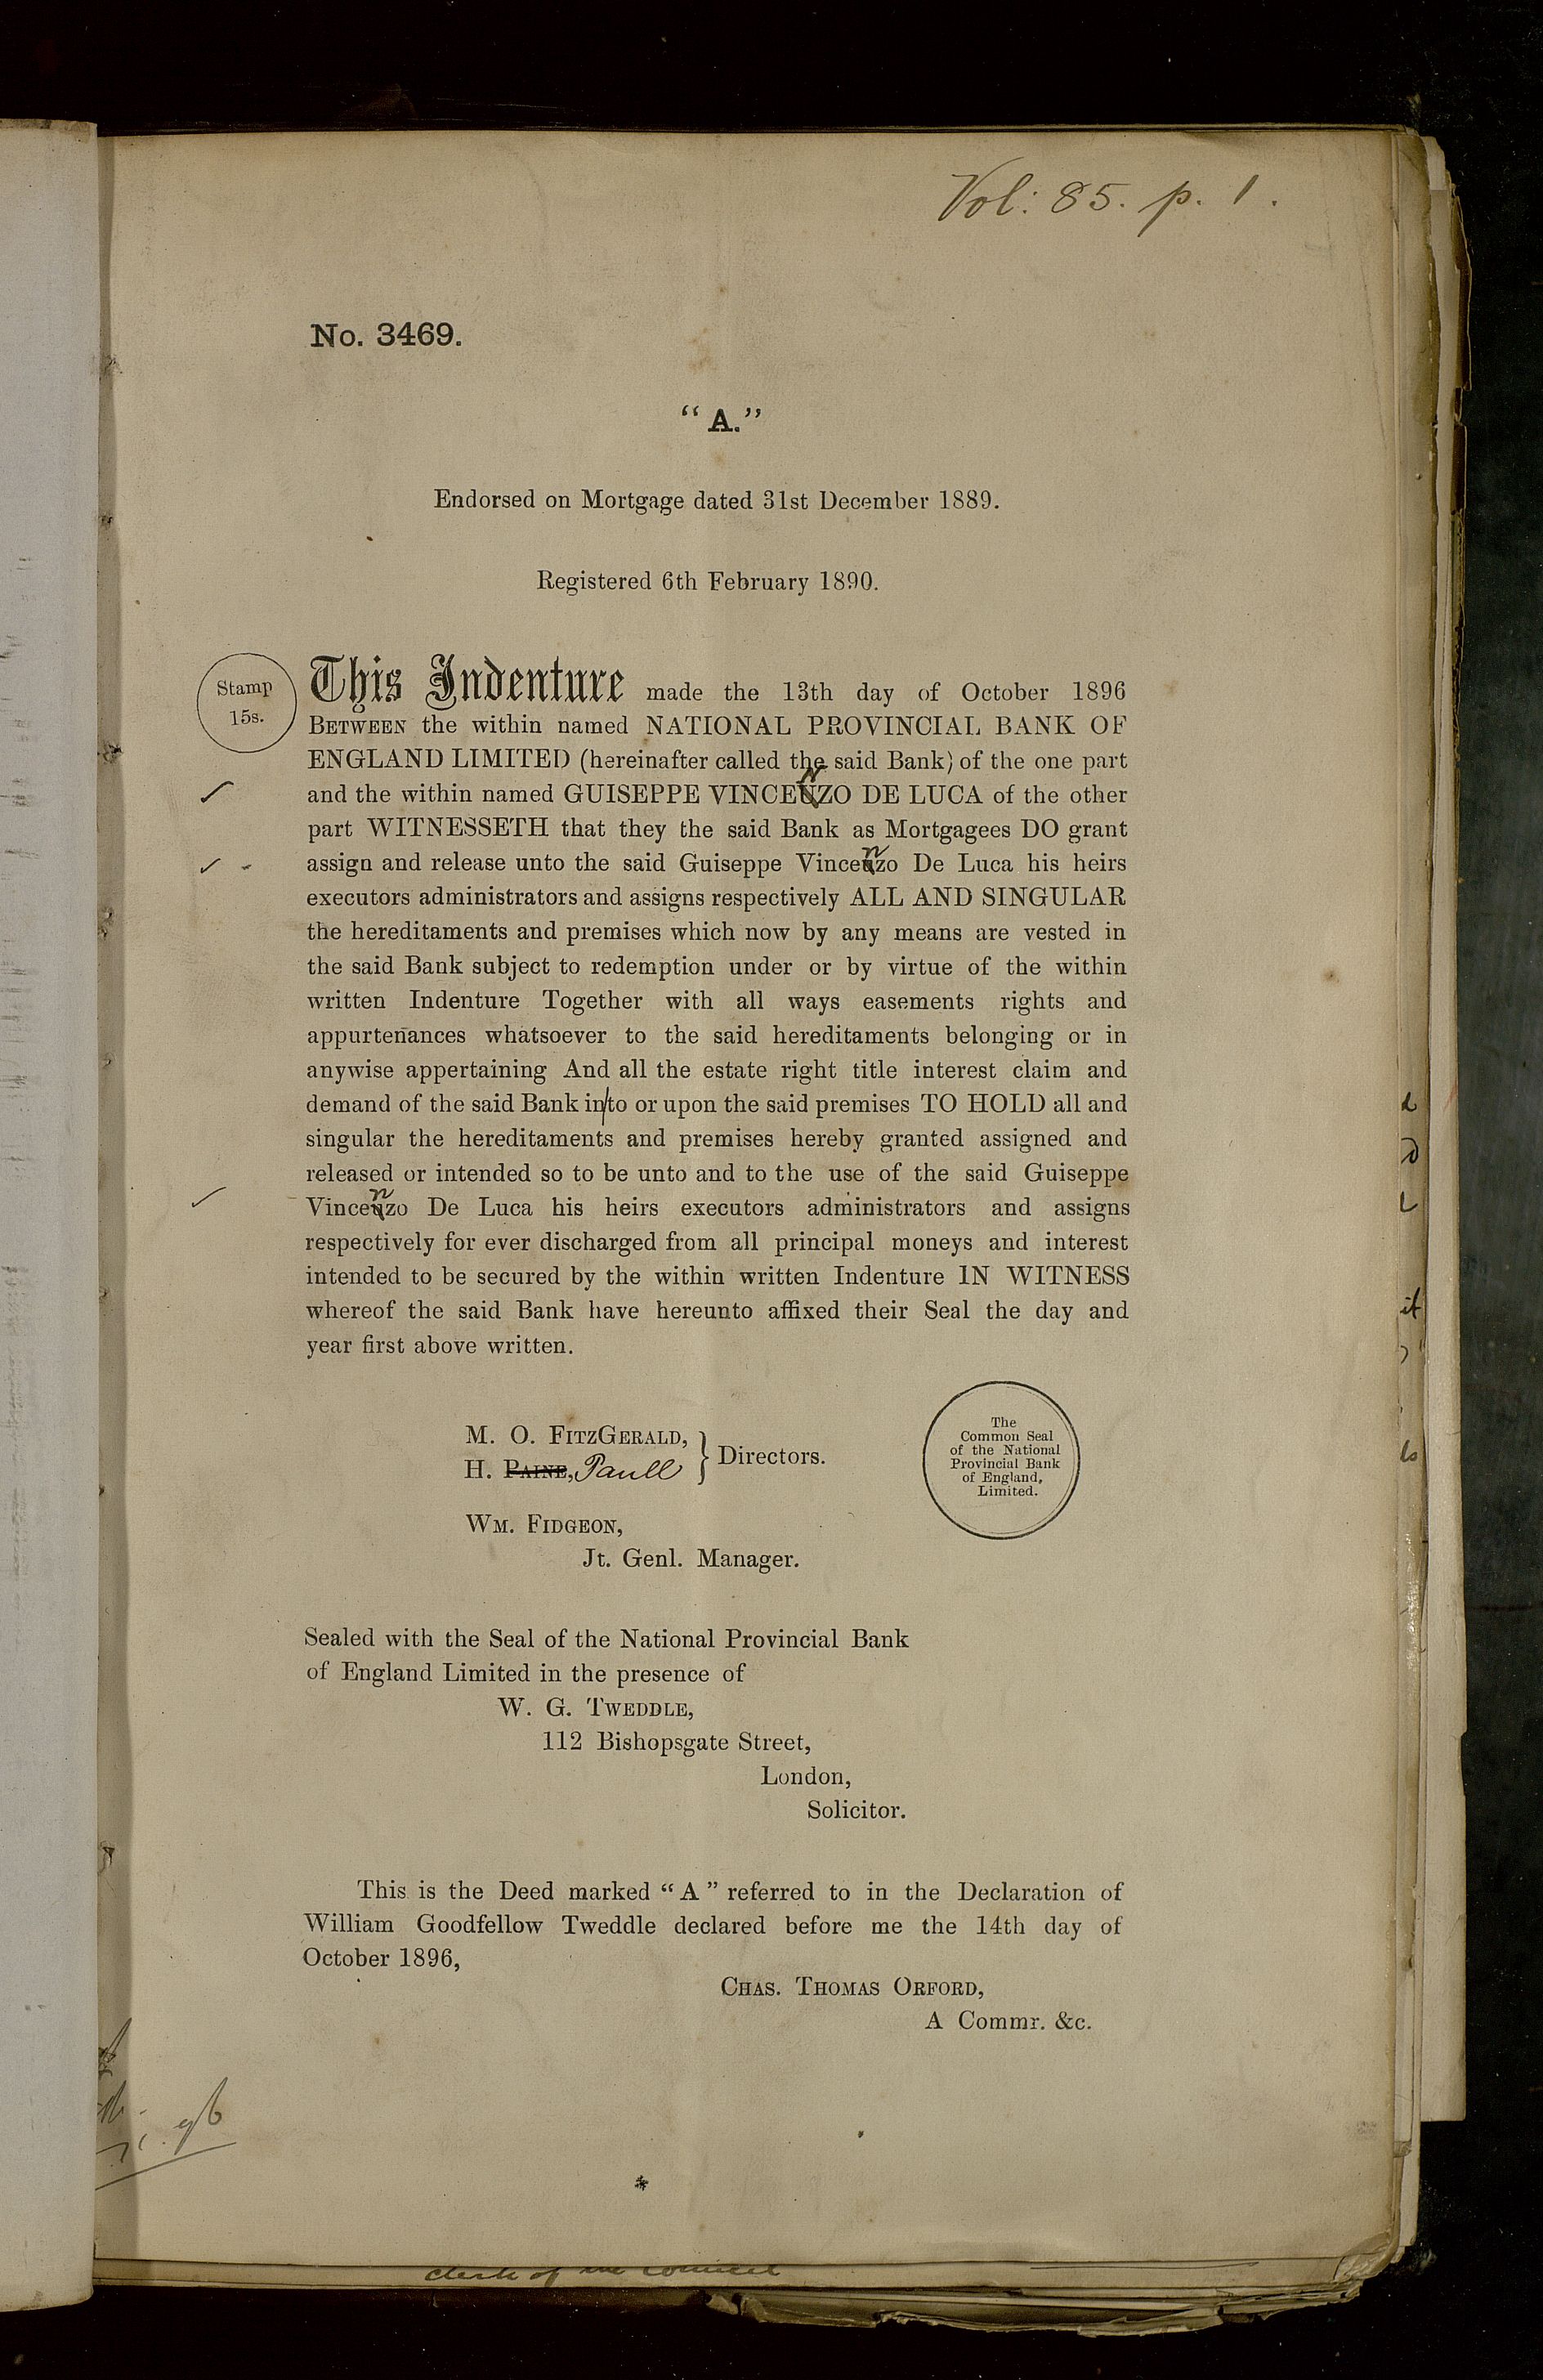 Vol: 85. p. 1.
No. 3469.
"A."
Endorsed on Mortgage dated 31st December 1889.
Registered 6th February 1890.
Stamp
15s.
This Indenture made the 13th day of October 1896
BETWEEN the within named NATIONAL PROVINCIAL BANK OF
ENGLAND LIMITED (hereinafter called the said Bank) of the one part
and the within named GUISEPPE VINCENZO DE LUCA of the other
part WITNESSETH that they the said Bank as Mortgagees DO grant
assign and release unto the said Guiseppe Vincenzo De Luca his heirs
executors administrators and assigns respectively ALL AND SINGULAR
the hereditaments and premises which now by any means are vested in
the said Bank subject to redemption under or by virtue of the within
written Indenture Together with all ways easements rights and
appurtenances whatsoever to the said hereditaments belonging or in
anywise appertaining And all the estate right title interest claim and
demand of the said Bank in/to or upon the said premises TO HOLD all and
singular the hereditaments and premises hereby granted assigned and
released or intended so to be unto and to the use of the said Guiseppe
Vincenzo De Luca his heirs executors administrators and assigns
respectively for ever discharged from all principal moneys and interest
intended to be secured by the within written Indenture IN WITNESS
whereof the said Bank have hereunto affixed their Seal the day and
year first above written.
M. O. FITZGERALD,
H. PAINE, Paull } Directors.
WM. FIDGEON,
Jt. Genl. Manager.
The
Common Seal
of the National
Provincial Bank
of England,
Limited.
Sealed with the Seal of the National Provincial Bank
of England Limited in the presence of
W. G. TWEDDLE,
112 Bishopsgate Street,
London,
Solicitor.
This is the Deed marked "A" referred to in the Declaration of
William Goodfellow Tweddle declared before me the 14th day of
October 1896,
CHAS. THOMAS ORFORD,
A Commr. &c.
96
*
clerk of the council